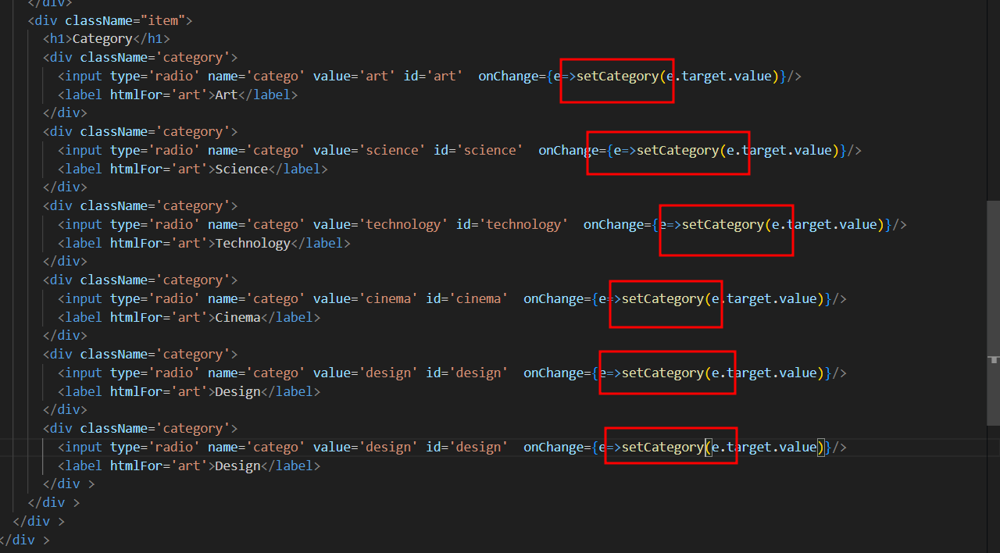 </div>
<div className="item">
<h1>Category</h1>
<div className='category'>
<input type='radio' name='catego' value='art' id='art'  onChange={e=>setCategory(e.target.value)}/>
<label htmlFor='art'>Art</label>
</div>
<div className='category'>
<input type='radio' name='catego' value='science' id='science'  onChange={e=>setCategory(e.target.value)}/>
<label htmlFor='art'>Science</label>
</div>
<div className='category'>
<input type='radio' name='catego' value='technology' id='technology'  onChange={e=>setCategory(e.target.value)}/>
<label htmlFor='art'>Technology</label>
</div>
<div className='category'>
<input type='radio' name='catego' value='cinema' id='cinema'  onChange={e=>setCategory(e.target.value)}/>
<label htmlFor='art'>Cinema</label>
</div>
<div className='category'>
<input type='radio' name='catego' value='design' id='design'  onChange={e=>setCategory(e.target.value)}/>
<label htmlFor='art'>Design</label>
</div>
<div className='category'>
<input type='radio' name='catego' value='design' id='design'  onChange={e=>setCategory(e.target.value)}/>
<label htmlFor='art'>Design</label>
</div >
</div >
</div >
</div >